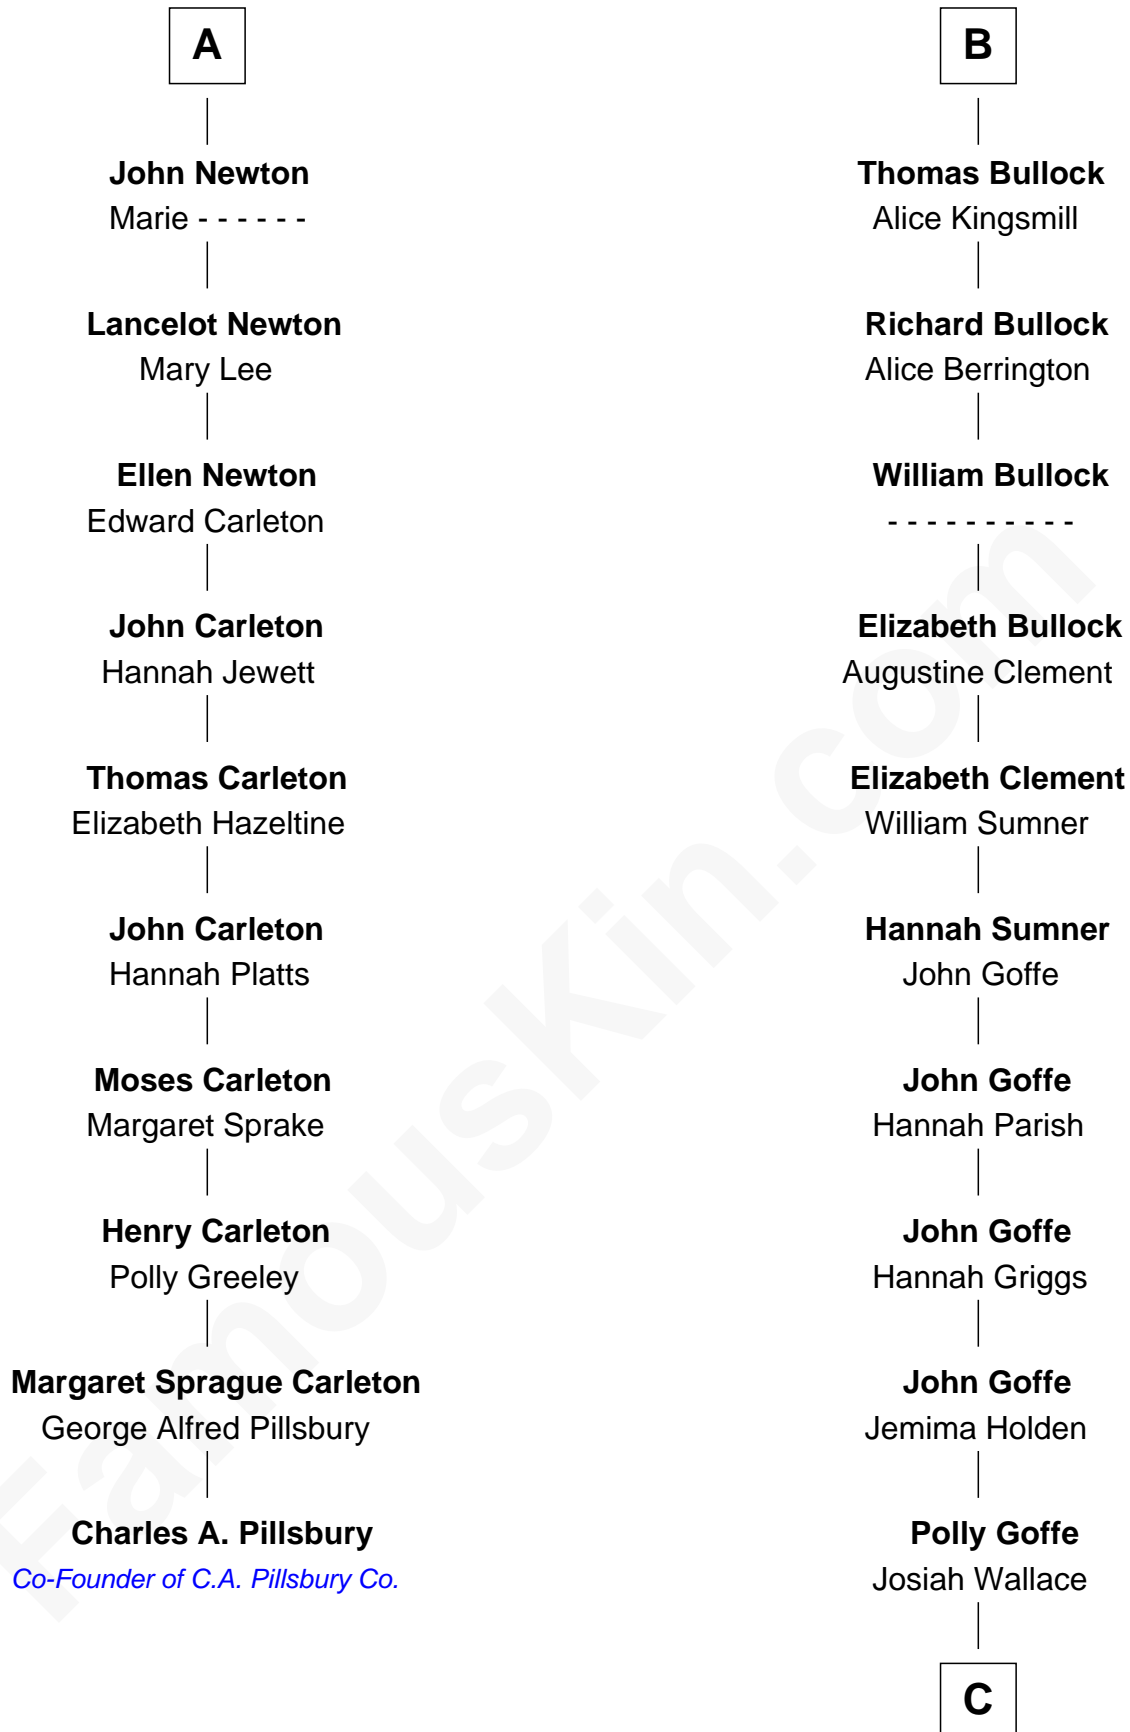 A
John Newton
Marie - - - - - -
Lancelot Newton
Mary Lee
Ellen Newton
Edward Carleton
John Carleton
Hannah Jewett
Thomas Carleton
Elizabeth Hazeltine
John Carleton
Hannah Platts
Moses Carleton
Margaret Sprake
Henry Carleton
Polly Greeley
Margaret Sprague Carleton
George Alfred Pillsbury
Charles A. Pillsbury
Co-Founder of C.A. Pillsbury Co.
B
Thomas Bullock
Alice Kingsmill
Richard Bullock
Alice Berrington
William Bullock
- - - - - - - - - -
Elizabeth Bullock
Augustine Clement
Elizabeth Clement
William Sumner
Hannah Sumner
John Goffe
John Goffe
Hannah Parish
John Goffe
Hannah Griggs
John Goffe
Jemima Holden
Polly Goffe
Josiah Wallace
C
FamousKin.com